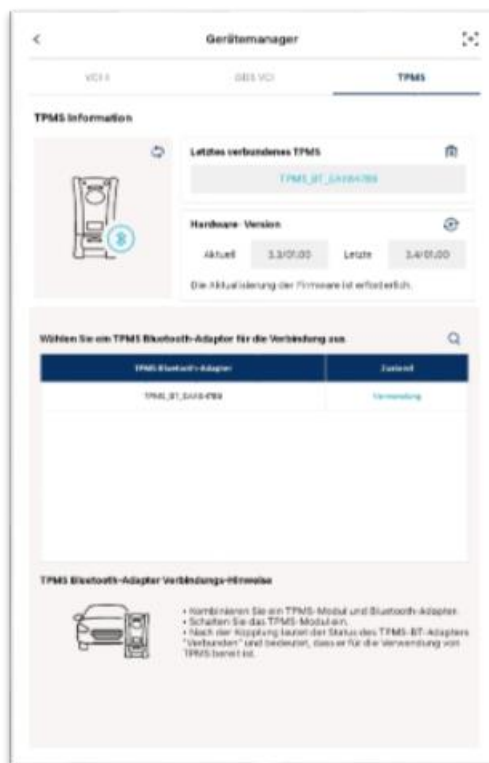 Gerätemanager
VCI II
GDS VCI
TPMS
TPMS Information
Letztes verbundenes TPMS
Hardware- Version
Aktuell 3.3/01.00 Letzte 3.4/01.00
Die Aktualisierung der Firmware ist erforderlich.
Wählen Sie ein TPMS Bluetooth-Adapter für die Verbindung aus.
TPMS Bluetooth-Adapter Zustand
Verwendung
TPMS Bluetooth-Adapter Verbindungs-Hinweise
• Kombinieren Sie ein TPMS-Modul und Bluetooth-Adapter.
• Schalten Sie das TPMS-Modul ein.
• Nach der Kopplung lautet der Status des TPMS-BT-Adapters
"Verbunden" und bedeutet, dass er für die Verwendung von
TPMS bereit ist.